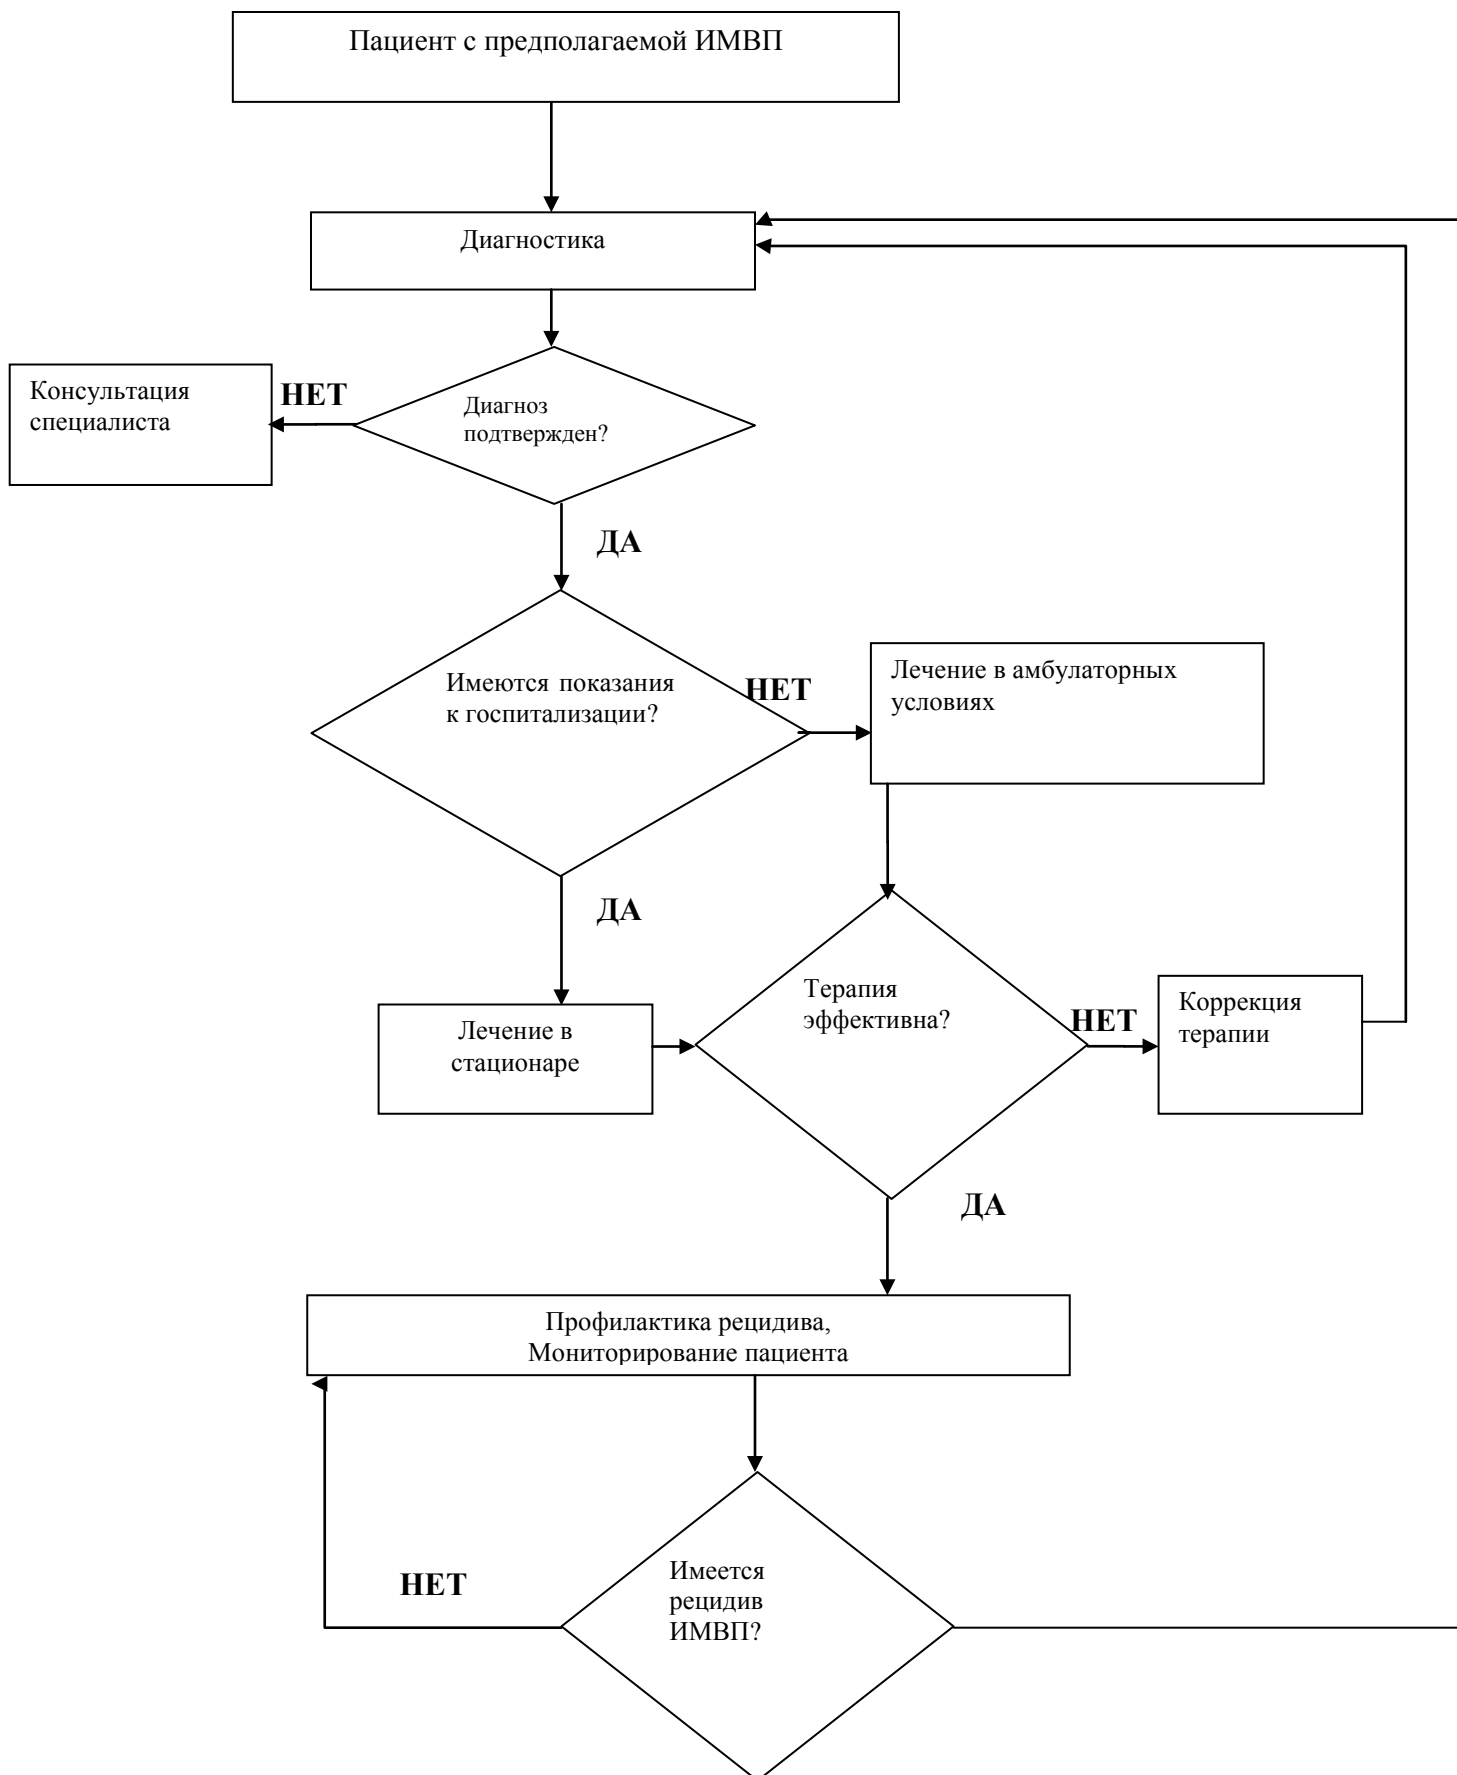 Пациент с предполагаемой ИМВП
Диагностика
Консультация
специалиста
НЕТ
Диагноз
подтвержден?
ДА
Имеются показания
к госпитализации?
НЕТ
Лечение в амбулаторных
условиях
ДА
Лечение в
стационаре
Терапия
эффективна?
НЕТ
Коррекция
терапии
ДА
Профилактика рецидива,
Мониторирование пациента
НЕТ
Имеется
рецидив
ИМВП?